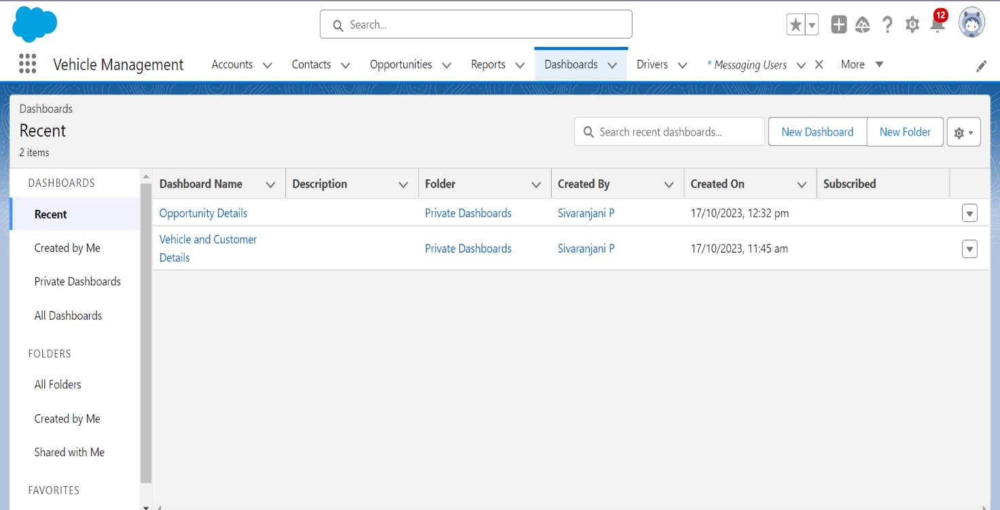 Search...
12
Vehicle Management Accounts Contacts Opportunities Reports Dashboards Drivers * Messaging Users More
Dashboards
Recent
2 items
Search recent dashboards...
New Dashboard
New Folder
DASHBOARDS
Recent
Created by Me
Private Dashboards
All Dashboards
FOLDERS
All Folders
Created by Me
Shared with Me
FAVORITES
Dashboard Name Description Folder Created By Created On Subscribed
Opportunity Details Private Dashboards Sivaranjani P 17/10/2023, 12:32 pm
Vehicle and Customer
Details Private Dashboards Sivaranjani P 17/10/2023, 11:45 am